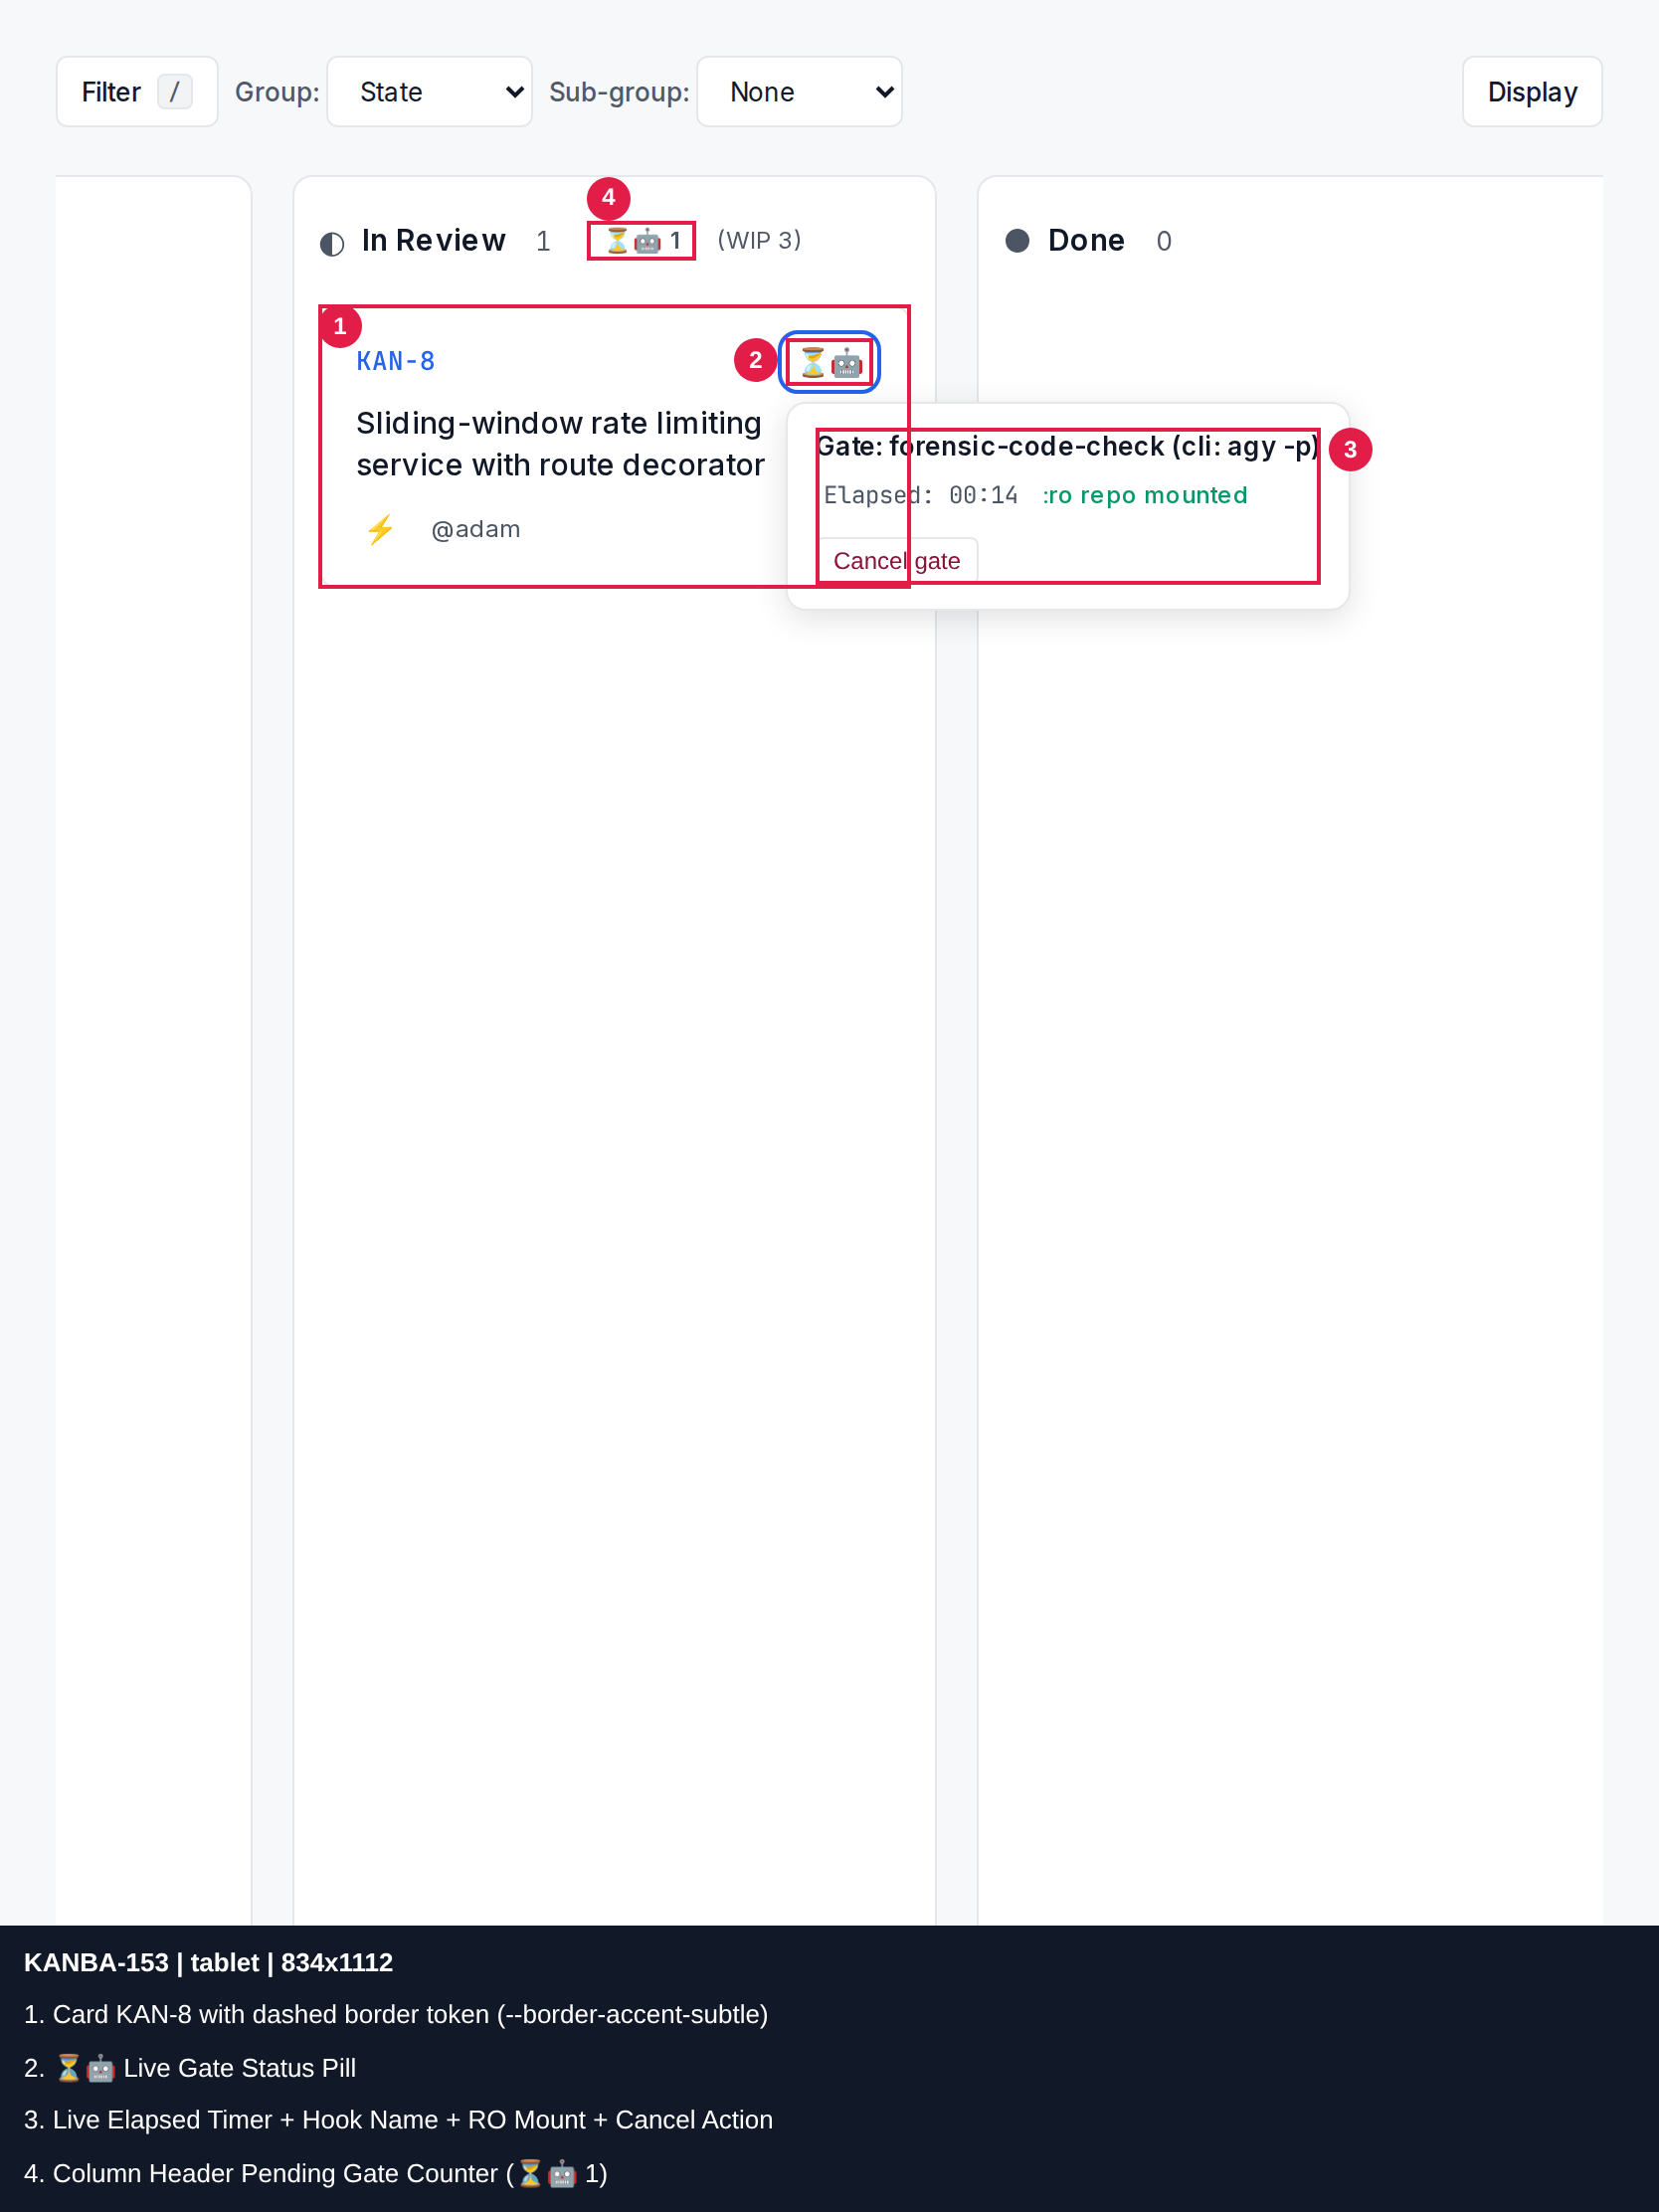 Filter / Group: State Sub-group: None Display
4
In Review 1 ⏳🤖 1 (WIP 3)
Done 0
1
KAN-8 2 ⏳🤖
Sliding-window rate limiting
service with route decorator
⚡ @adam
Gate: forensic-code-check (cli: agy -p) 3
Elapsed: 00:14 :ro repo mounted
Cancel gate
KANBA-153 | tablet | 834x1112
1. Card KAN-8 with dashed border token (--border-accent-subtle)
2. ⏳🤖 Live Gate Status Pill
3. Live Elapsed Timer + Hook Name + RO Mount + Cancel Action
4. Column Header Pending Gate Counter (⏳🤖 1)